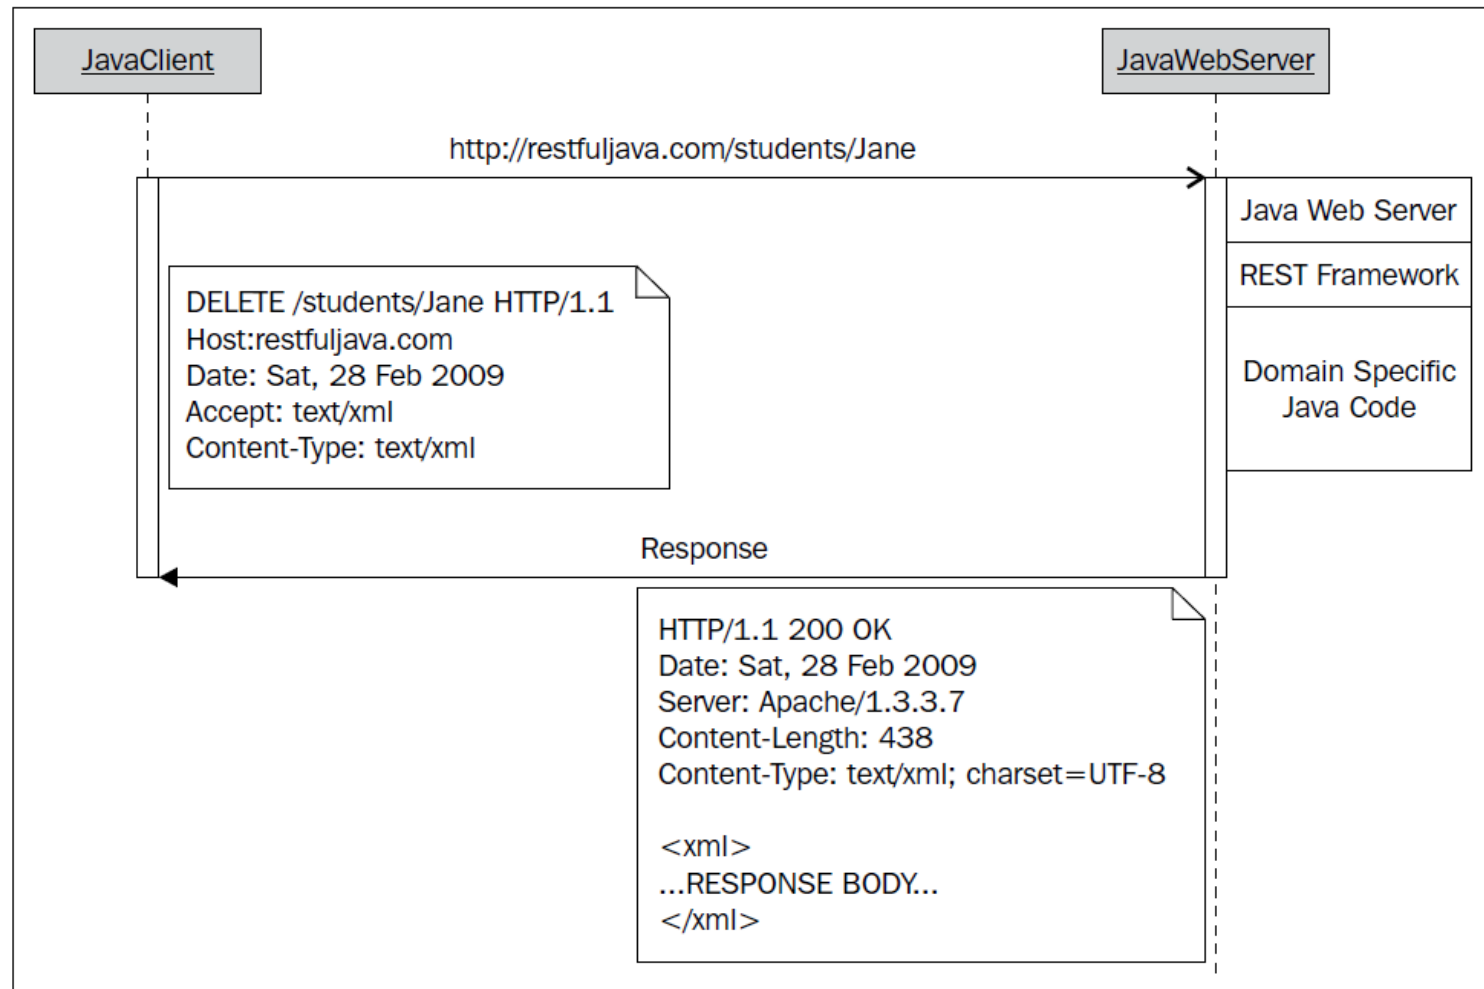 JavaClient
JavaWebServer
http://restfuljava.com/students/Jane
Java Web Server
REST Framework
Domain Specific
Java Code
DELETE /students/Jane HTTP/1.1
Host:restfuljava.com
Date: Sat, 28 Feb 2009
Accept: text/xml
Content-Type: text/xml
Response
HTTP/1.1 200 OK
Date: Sat, 28 Feb 2009
Server: Apache/1.3.3.7
Content-Length: 438
Content-Type: text/xml; charset=UTF-8
<xml>
...RESPONSE BODY...
</xml>